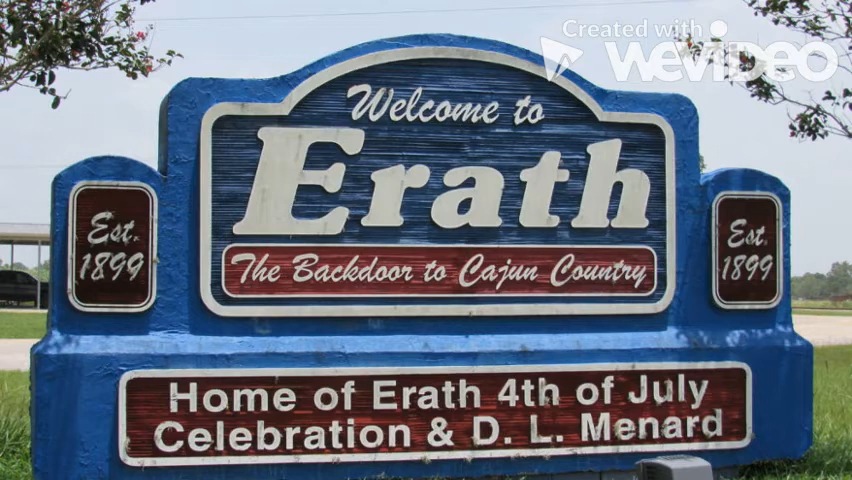 Created with
WeVideo
Welcome to
Erath
The Backdoor to Cajun Country
Est.
1899
Est.
1899
Home of Erath 4th of July
Celebration & D. L. Menard